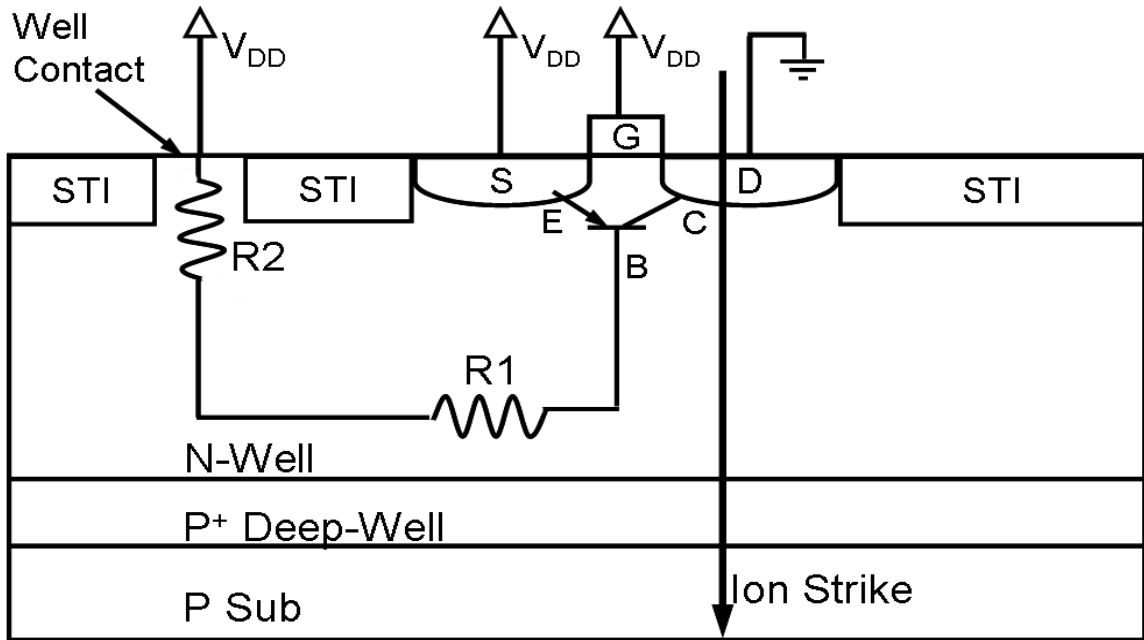 Well
Contact
V_DD
V_DD
V_DD
G
STI
STI
S
D
STI
E
C
B
R2
R1
N-Well
P⁺ Deep-Well
P Sub
Ion Strike